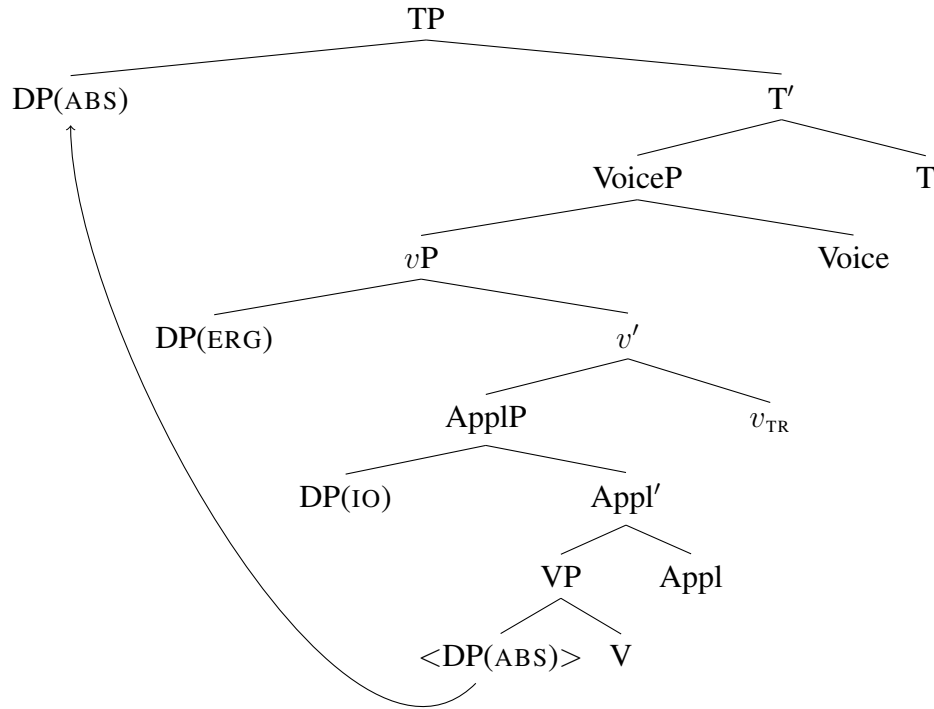 TP
DP(ABS) T′
VoiceP T
vP Voice
DP(ERG) v′
ApplP vTR
DP(IO) Appl′
VP Appl
<DP(ABS)> V